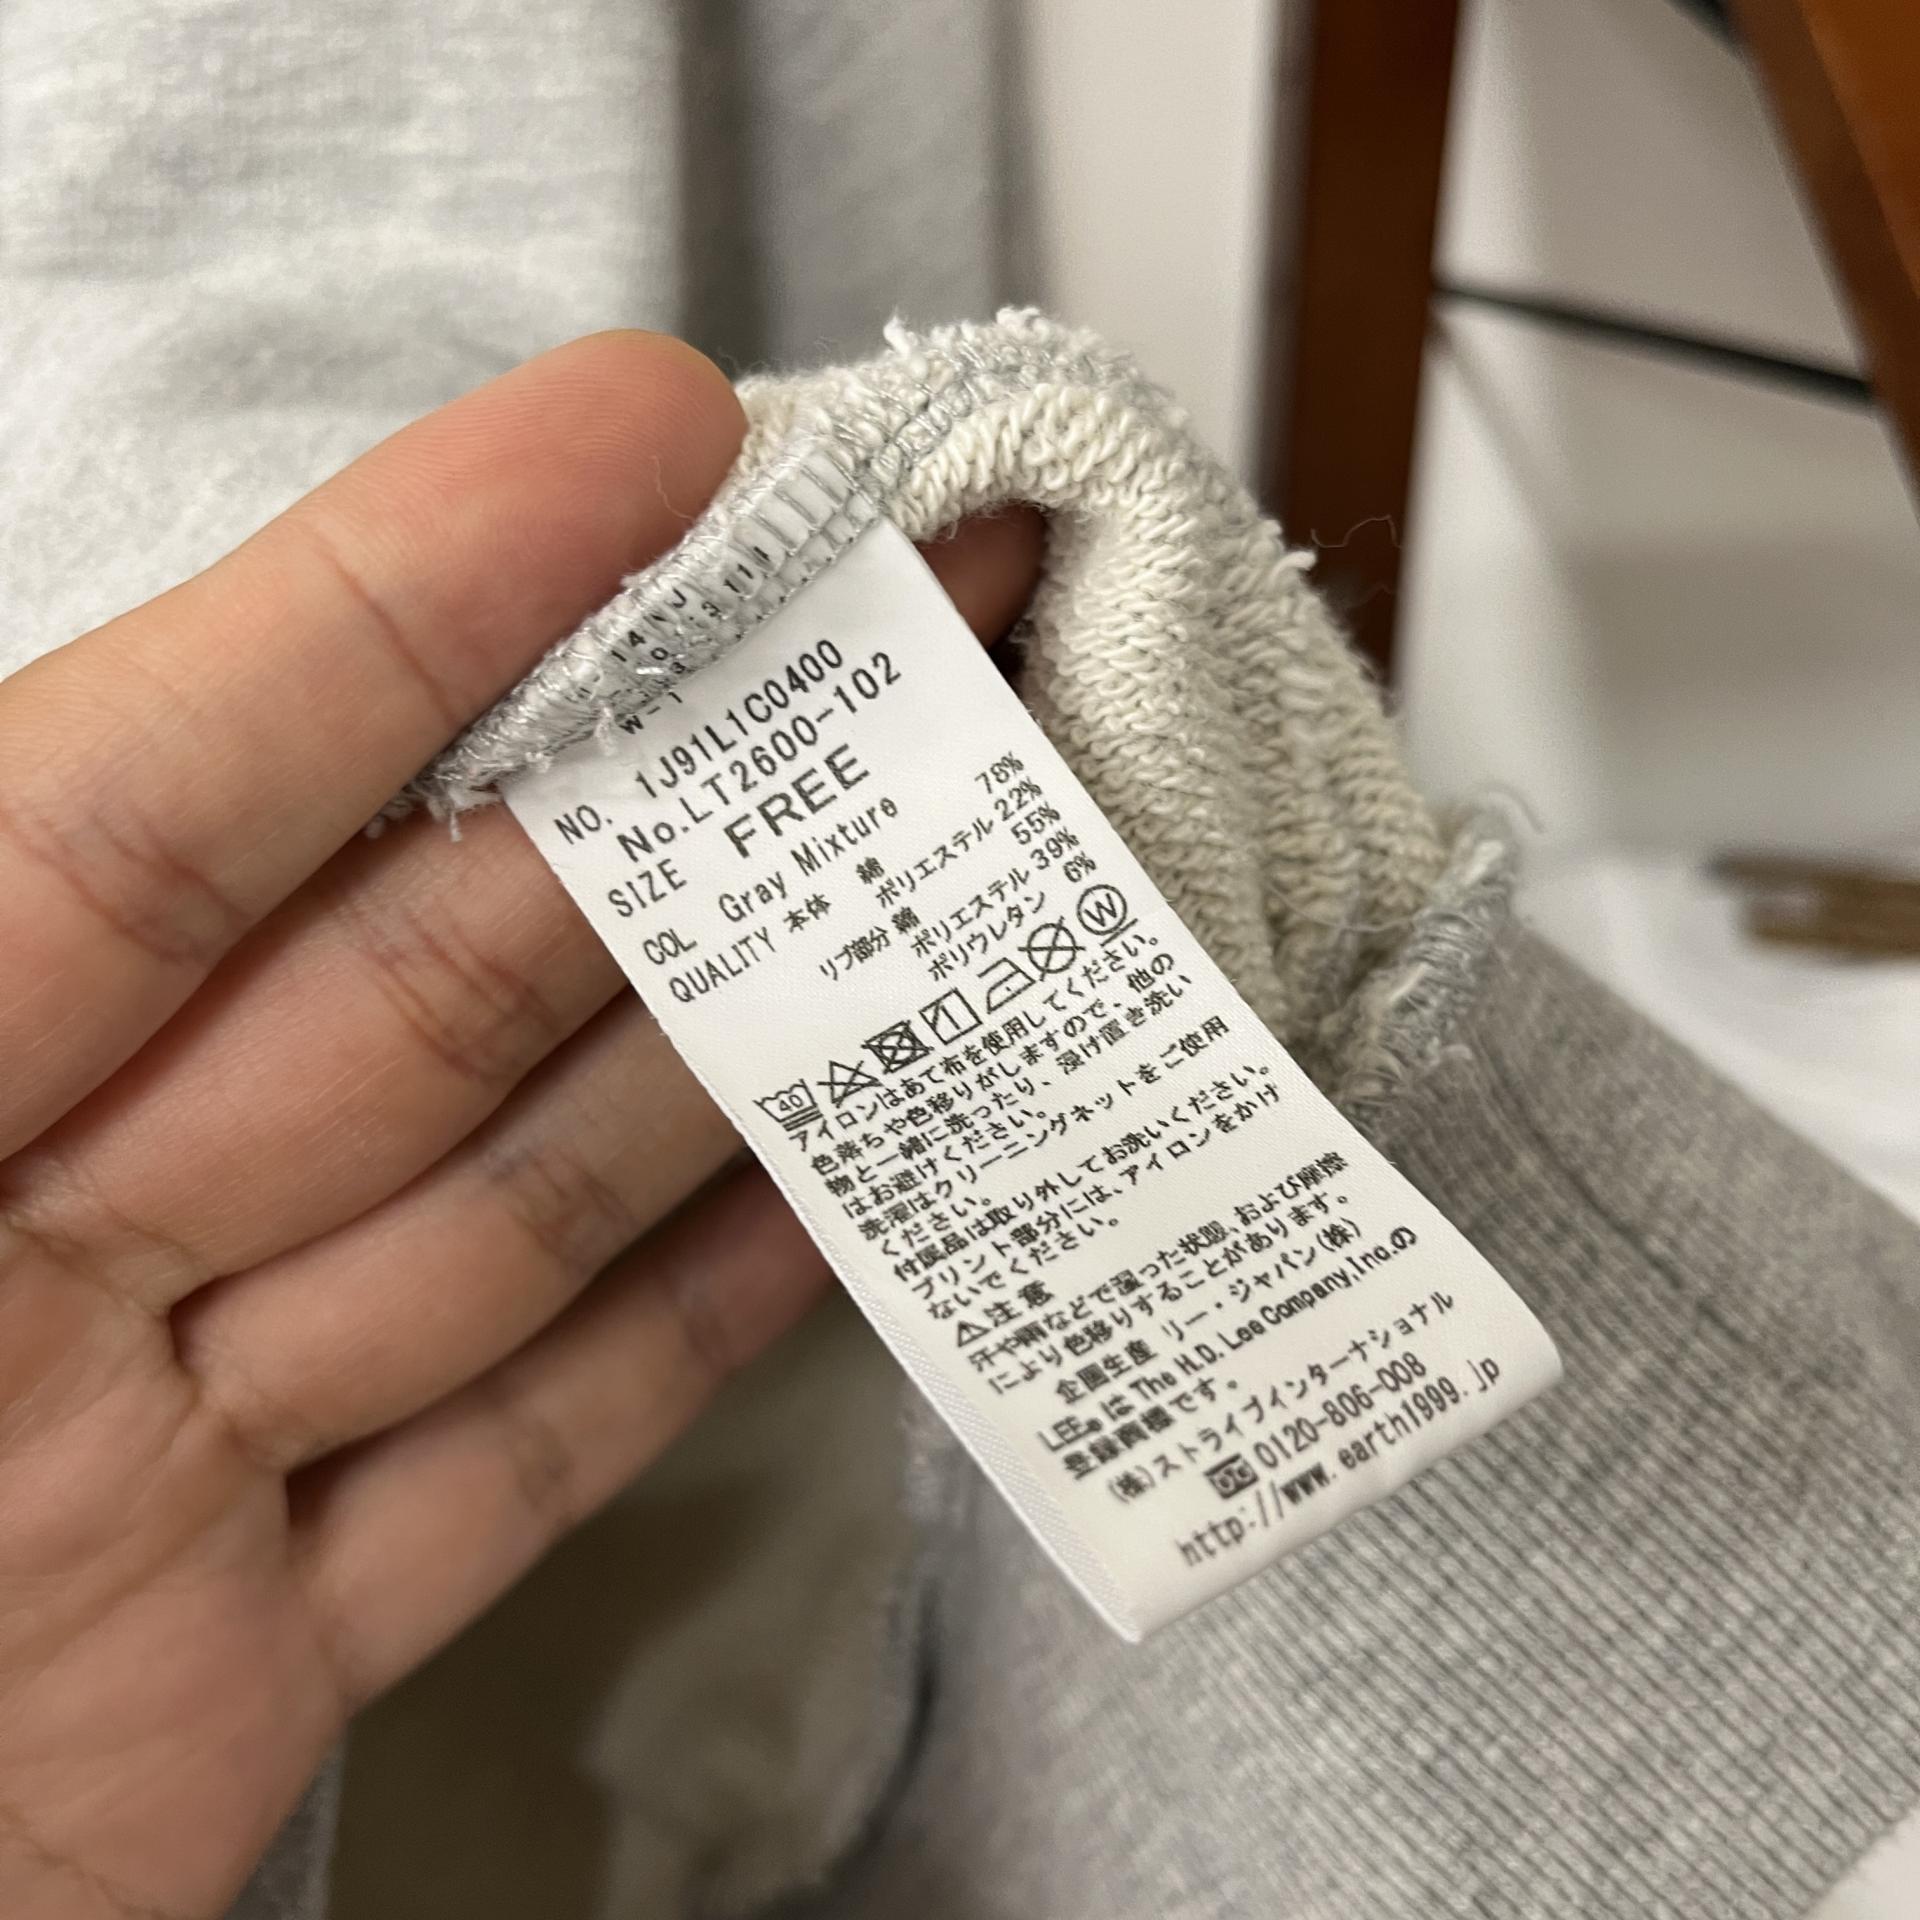 NO. 1J91L1C0400
No.LT2600-102
SIZE FREE
COL Gray Mixture
QUALITY 本体 綿 78%
ポリエステル 22%
リブ部分 綿 55%
ポリエステル 39%
ポリウレタン 6%
40 1 W
アイロンはあて布を使用してください。
色落ちや色移りがしますので、他の
物と一緒に洗ったり、浸け置き洗い
はお避けください。
洗濯はクリーニングネットをご使用
ください。
付属品は取り外してお洗いください。
プリント部分には、アイロンをかけ
ないでください。
⚠注意
汗や雨などで湿った状態、および摩擦
により色移りすることがあります。
企画生産 リー・ジャパン(株)
LEE®は The H.D. Lee Company,Inc.の
登録商標です。
(株)ストライプインターナショナル
0120-806-008
http://www.earth1999.jp